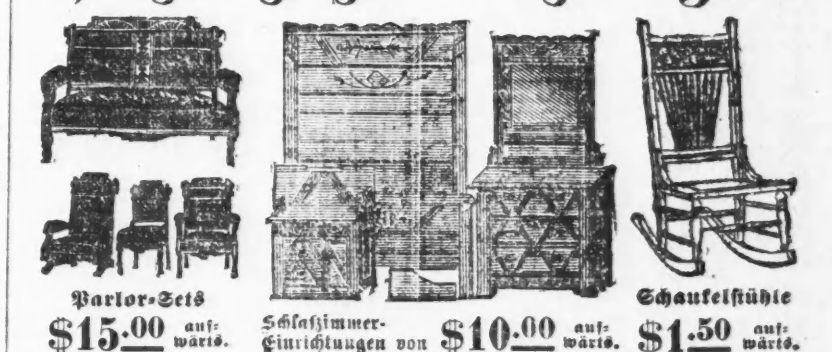 Parlor-Sets
$15.00 auf-
wärts.
Schlafzimmer-
Einrichtungen von $10.00 auf-
wärts.
Schaukelstühle
$1.50 auf-
wärts.